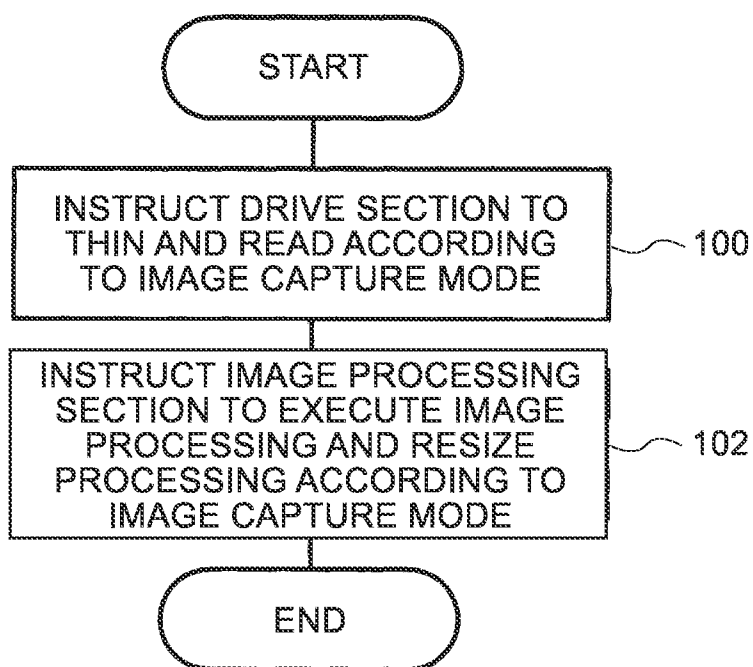 START
INSTRUCT DRIVE SECTION TO
THIN AND READ ACCORDING
TO IMAGE CAPTURE MODE
100
INSTRUCT IMAGE PROCESSING
SECTION TO EXECUTE IMAGE
PROCESSING AND RESIZE
PROCESSING ACCORDING TO
IMAGE CAPTURE MODE
102
END